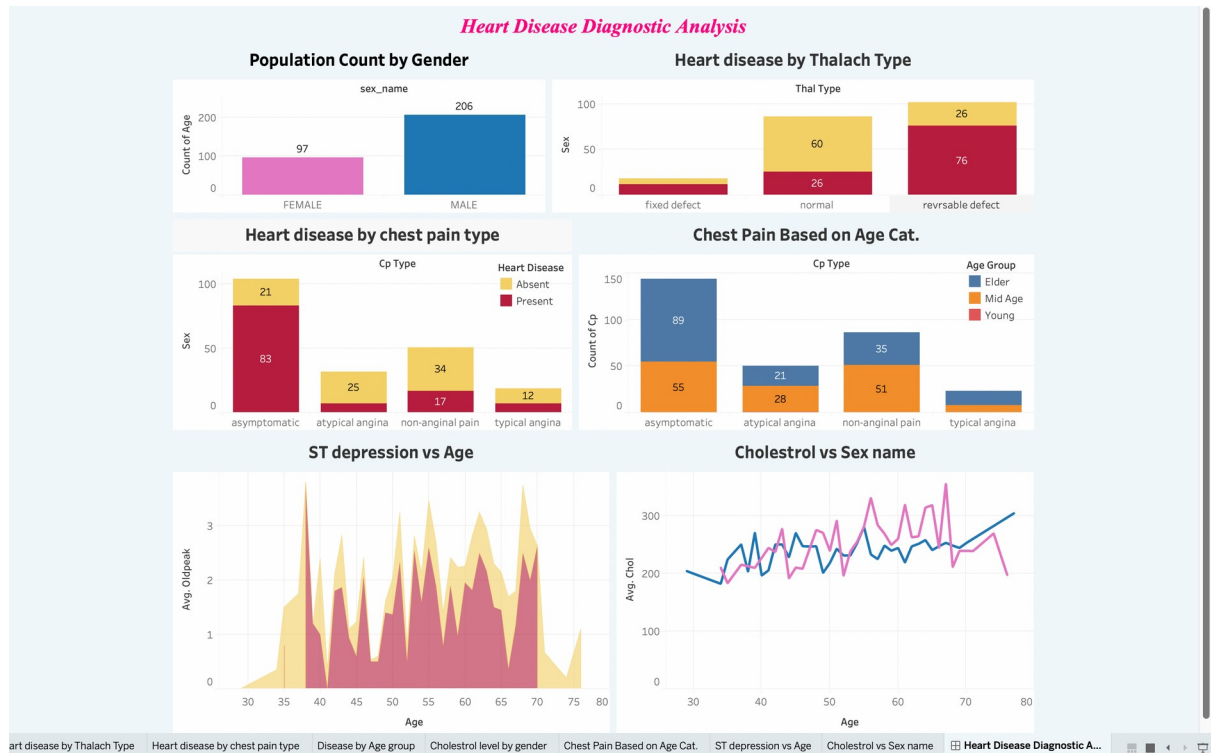 Heart Disease Diagnostic Analysis
Population Count by Gender
sex_name
Count of Age
200
100
0
97
206
FEMALE
MALE
Heart disease by Thalach Type
Thal Type
Sex
100
50
0
60
26
26
76
fixed defect
normal
revrsable defect
Heart disease by chest pain type
Cp Type
Heart Disease
Absent
Present
Sex
100
50
0
21
83
25
34
17
12
asymptomatic
atypical angina
non-anginal pain
typical angina
Chest Pain Based on Age Cat.
Cp Type
Age Group
Elder
Mid Age
Young
Count of Cp
150
100
50
0
89
55
21
28
35
51
asymptomatic
atypical angina
non-anginal pain
typical angina
ST depression vs Age
Avg. Oldpeak
3
2
1
0
30 35 40 45 50 55 60 65 70 75 80
Age
Cholestrol vs Sex name
Avg. Chol
300
200
100
0
30 40 50 60 70 80
Age
art disease by Thalach Type Heart disease by chest pain type Disease by Age group Cholestrol level by gender Chest Pain Based on Age Cat. ST depression vs Age Cholestrol vs Sex name Heart Disease Diagnostic A...